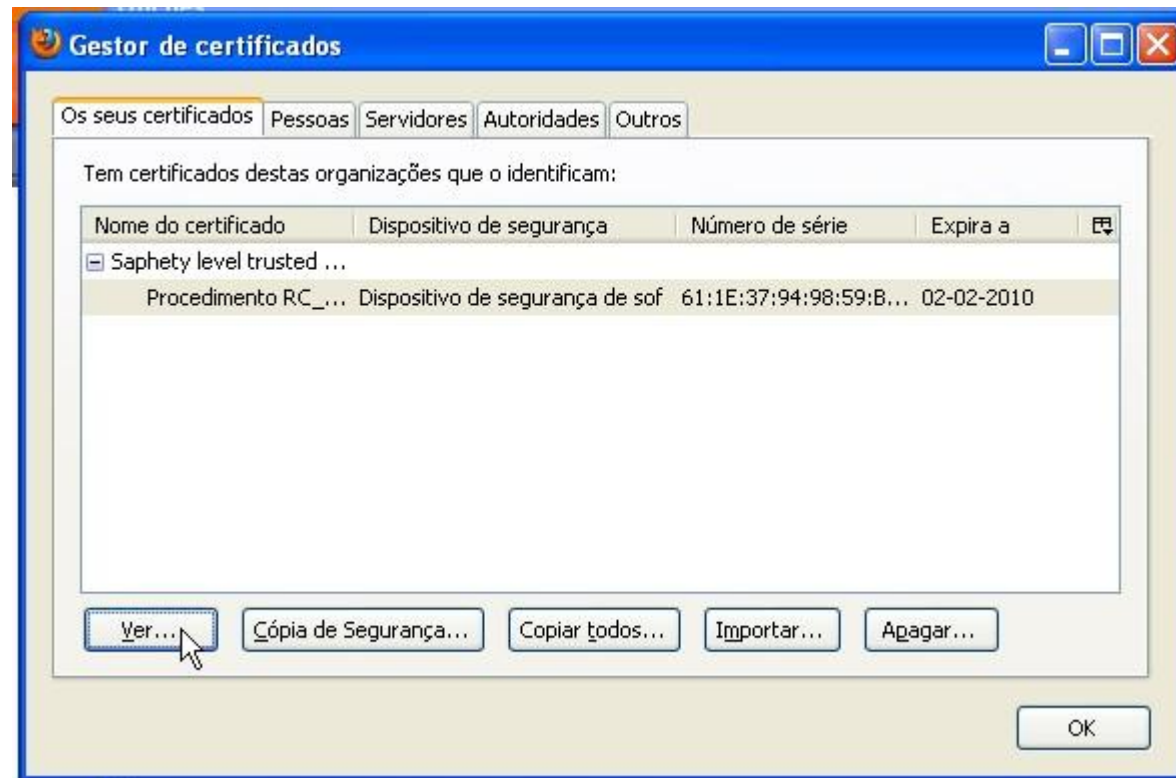 Gestor de certificados
Os seus certificados Pessoas Servidores Autoridades Outros
Tem certificados destas organizações que o identificam:
Nome do certificado Dispositivo de segurança Número de série Expira a
Saphety level trusted ...
Procedimento RC_... Dispositivo de segurança de sof 61:1E:37:94:98:59:B... 02-02-2010
Ver... Cópia de Segurança... Copiar todos... Importar... Apagar...
OK